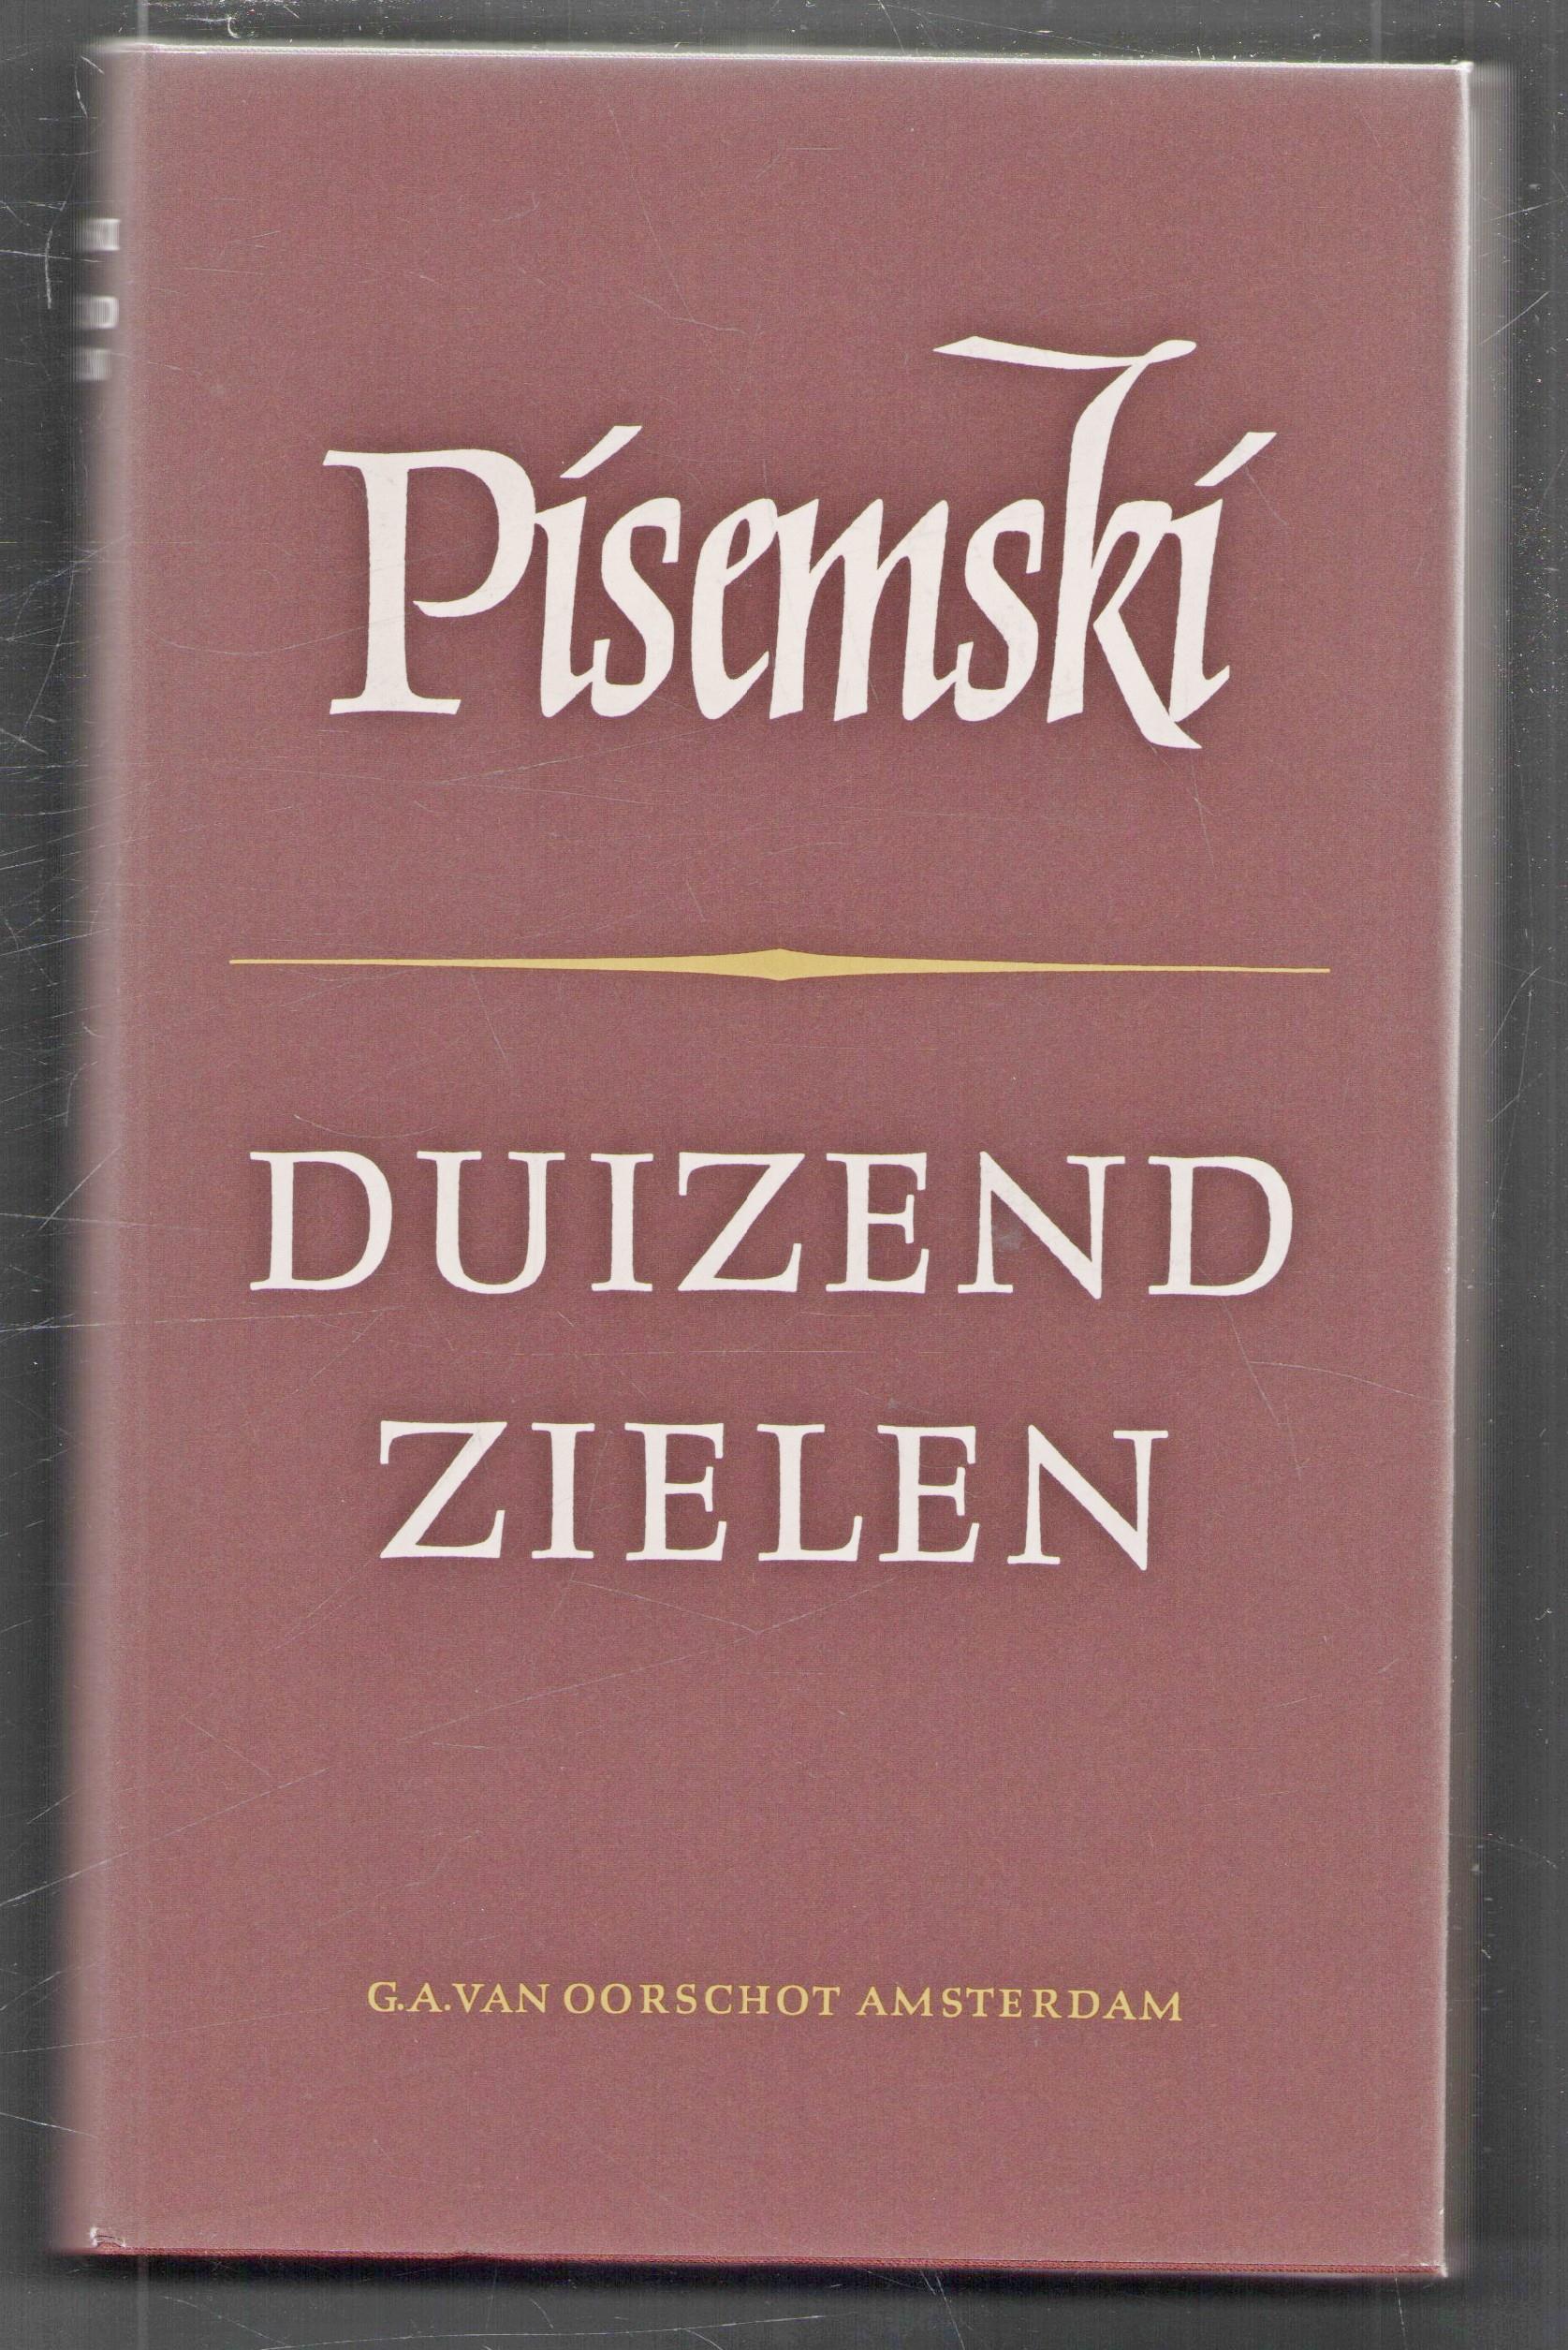 Písemskí
DUIZEND
ZIELEN
G.A. VAN OORSCHOT AMSTERDAM